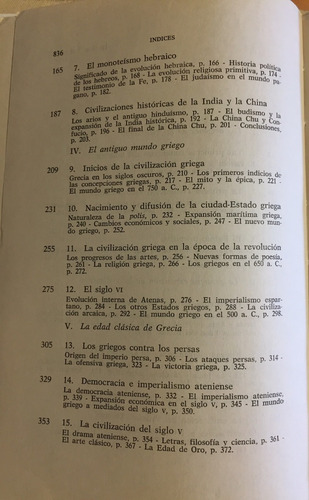 836 INDICES
165 7. El monoteísmo hebraico
Significado de la evolución hebraica, p. 166 - Historia política
de los hebreos, p. 168 - La evolución religiosa primitiva, p. 174 -
El testimonio de la Fe, p. 178 - El judaísmo en el mundo pa-
gano, p. 182.
187 8. Civilizaciones históricas de la India y la China
Los arios y el antiguo hinduismo, p. 187 - El budismo y la
expansión de la India histórica, p. 192 - La China Chu y Con-
fucio, p. 196 - El final de la China Chu, p. 201 - Conclusiones,
p. 203.
IV. El antiguo mundo griego
209 9. Inicios de la civilización griega
Grecia en los siglos oscuros, p. 210 - Los primeros indicios de
las concepciones griegas, p. 217 - El mito y la épica, p. 221 -
El mundo griego en el 750 a. C., p. 227.
231 10. Nacimiento y difusión de la ciudad-Estado griega
Naturaleza de la polis, p. 232 - Expansión marítima griega,
p. 240 - Cambios económicos y sociales, p. 247 - El nuevo mun-
do griego, p. 252.
255 11. La civilización griega en la época de la revolución
Los progresos de las artes, p. 256 - Nuevas formas de poesía,
p. 261 - La religión griega, p. 266 - Los griegos en el 650 a. C.,
p. 272.
275 12. El siglo VI
Evolución interna de Atenas, p. 276 - El imperialismo espar-
tano, p. 284 - Los otros Estados griegos, p. 288 - La civiliza-
ción arcaica, p. 292 - El mundo griego en el 500 a. C., p. 298.
V. La edad clásica de Grecia
305 13. Los griegos contra los persas
Origen del imperio persa, p. 306 - Los ataques persas, p. 314 -
La ofensiva griega, 323 - La victoria griega, p. 325.
329 14. Democracia e imperialismo ateniense
La democracia ateniense, p. 332 - El imperialismo ateniense,
p. 339 - Expansión económica en el siglo V, p. 345 - El mundo
griego a mediados del siglo V, p. 350.
353 15. La civilización del siglo V
El drama ateniense, p. 354 - Letras, filosofía y ciencia, p. 361 -
El arte clásico, p. 367 - La Edad de Oro, p. 372.